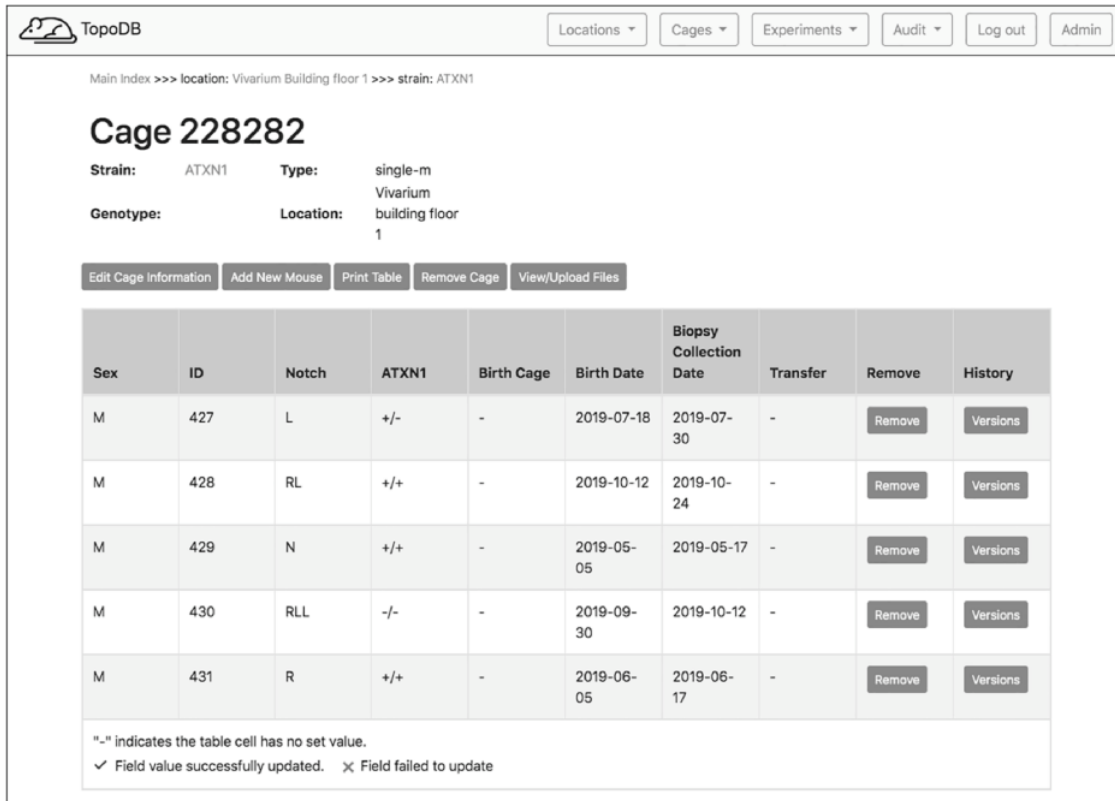 TopoDB
Locations Cages Experiments Audit Log out Admin
Main Index >>> location: Vivarium Building floor 1 >>> strain: ATXN1
Cage 228282
Strain: ATXN1 Type: single-m
Genotype: Location: Vivarium
building floor
1
Edit Cage Information Add New Mouse Print Table Remove Cage View/Upload Files
Sex ID Notch ATXN1 Birth Cage Birth Date Biopsy
Collection
Date Transfer Remove History
M 427 L +/- - 2019-07-18 2019-07-
30 - Remove Versions
M 428 RL +/+ - 2019-10-12 2019-10-
24 - Remove Versions
M 429 N +/+ - 2019-05-
05 2019-05-17 - Remove Versions
M 430 RLL -/- - 2019-09-
30 2019-10-12 - Remove Versions
M 431 R +/+ - 2019-06-
05 2019-06-
17 - Remove Versions
"-" indicates the table cell has no set value.
✓ Field value successfully updated. ✕ Field failed to update